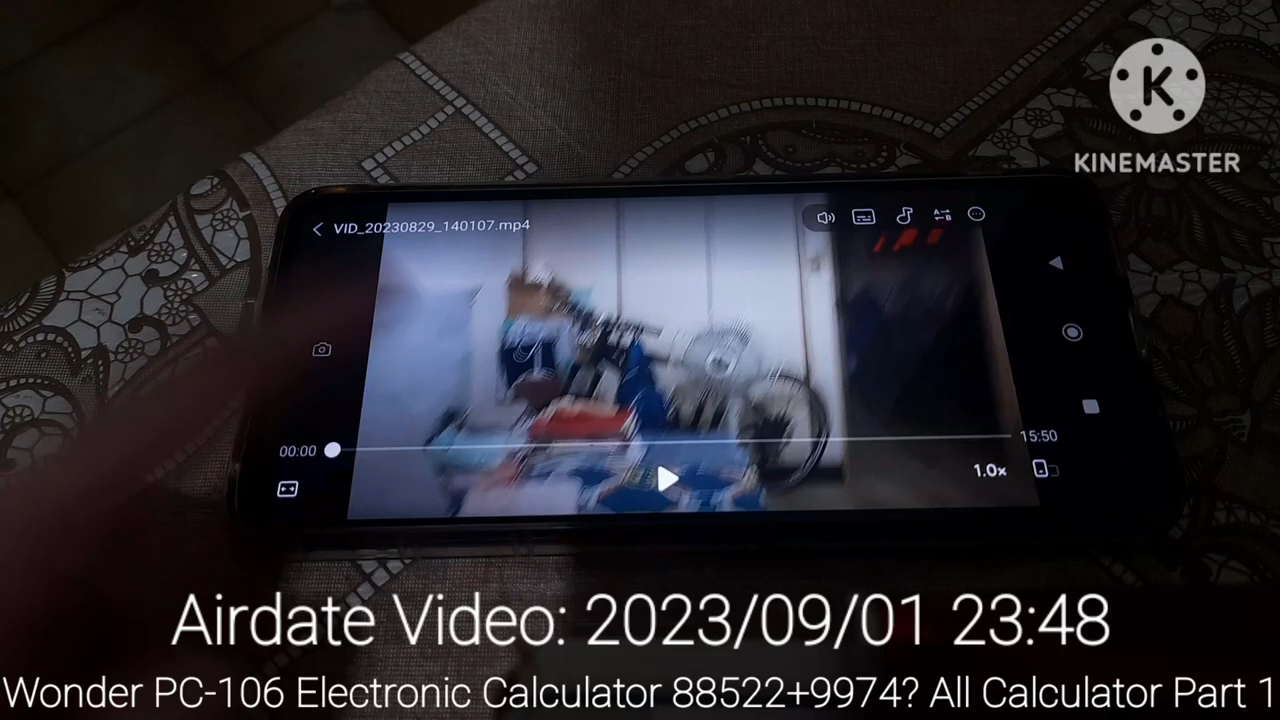 K
KINEMASTER
VID_20230829_140107.mp4
A B
00:00
15:50
1.0x
Airdate Video: 2023/09/01 23:48
Wonder PC-106 Electronic Calculator 88522+9974? All Calculator Part 1